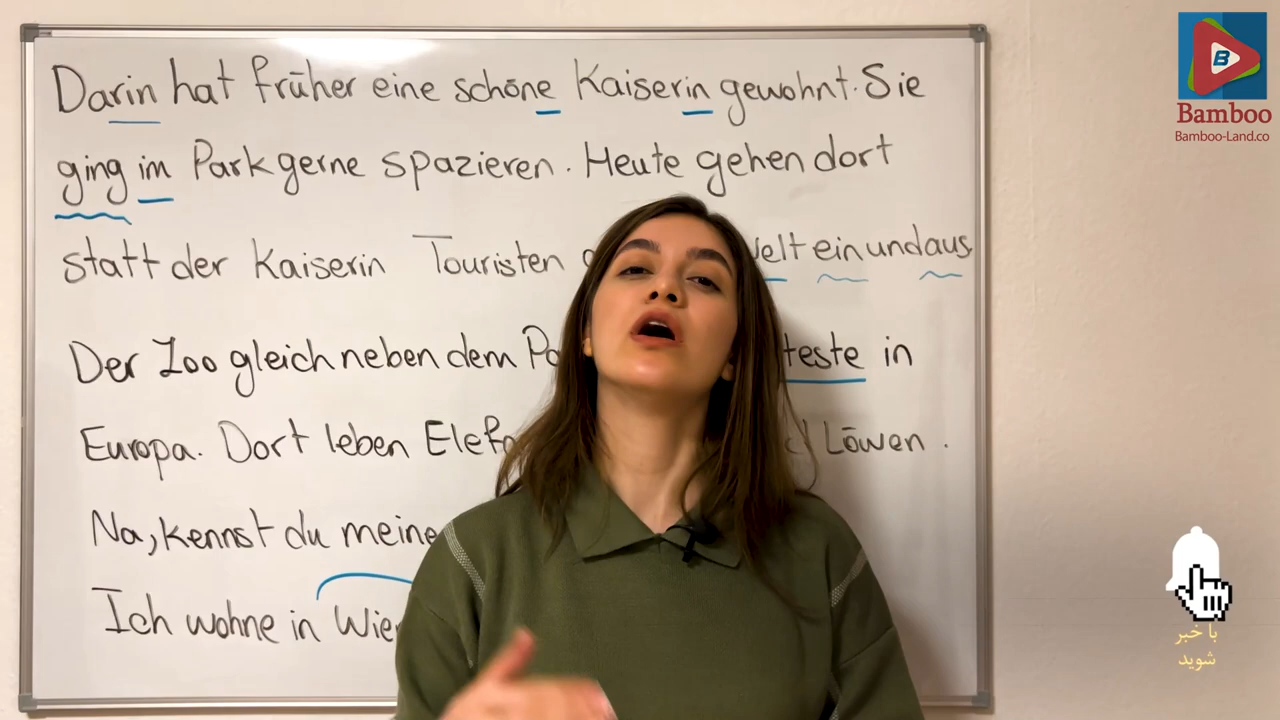 Darin hat früher eine schöne Kaiserin gewohnt. Sie
ging im Park gerne spazieren. Heute gehen dort
statt der Kaiserin Touristen ein und aus
Der Zoo gleich neben dem teste in
Europa. Dort leben Löwen.
Na, kennst du meine
Ich wohne in
B
Bamboo
Bamboo-Land.co
با خبر
شوید